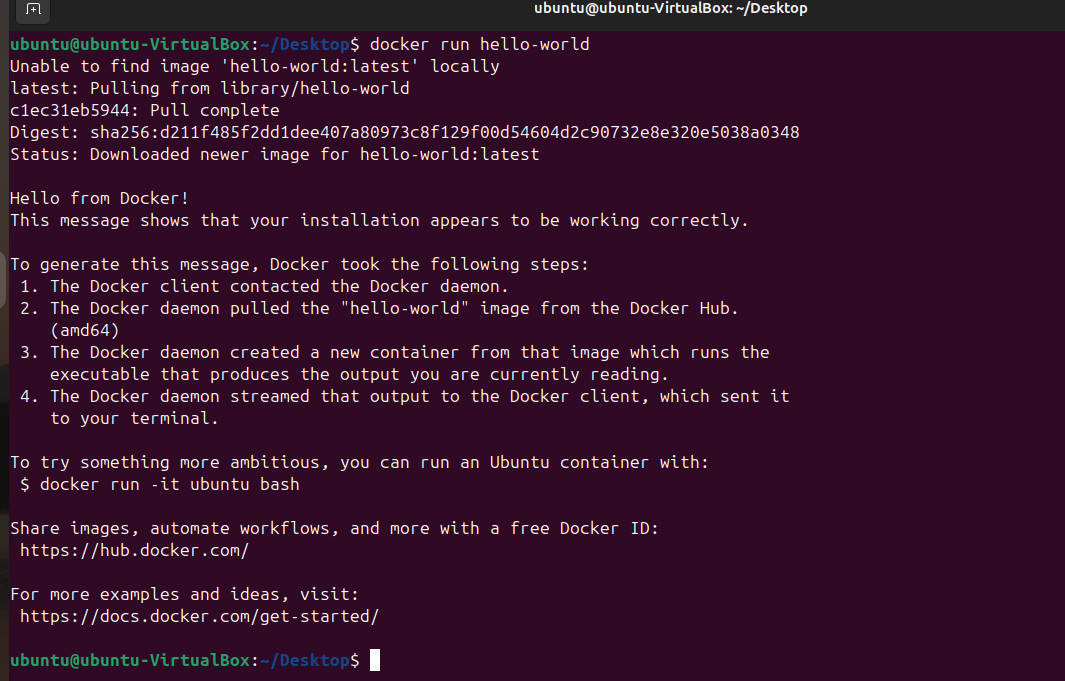 ubuntu@ubuntu-VirtualBox: ~/Desktop
ubuntu@ubuntu-VirtualBox:~/Desktop$ docker run hello-world
Unable to find image 'hello-world:latest' locally
latest: Pulling from library/hello-world
c1ec31eb5944: Pull complete
Digest: sha256:d211f485f2dd1dee407a80973c8f129f00d54604d2c90732e8e320e5038a0348
Status: Downloaded newer image for hello-world:latest

Hello from Docker!
This message shows that your installation appears to be working correctly.

To generate this message, Docker took the following steps:
 1. The Docker client contacted the Docker daemon.
 2. The Docker daemon pulled the "hello-world" image from the Docker Hub.
    (amd64)
 3. The Docker daemon created a new container from that image which runs the
    executable that produces the output you are currently reading.
 4. The Docker daemon streamed that output to the Docker client, which sent it
    to your terminal.

To try something more ambitious, you can run an Ubuntu container with:
 $ docker run -it ubuntu bash

Share images, automate workflows, and more with a free Docker ID:
 https://hub.docker.com/

For more examples and ideas, visit:
 https://docs.docker.com/get-started/

ubuntu@ubuntu-VirtualBox:~/Desktop$